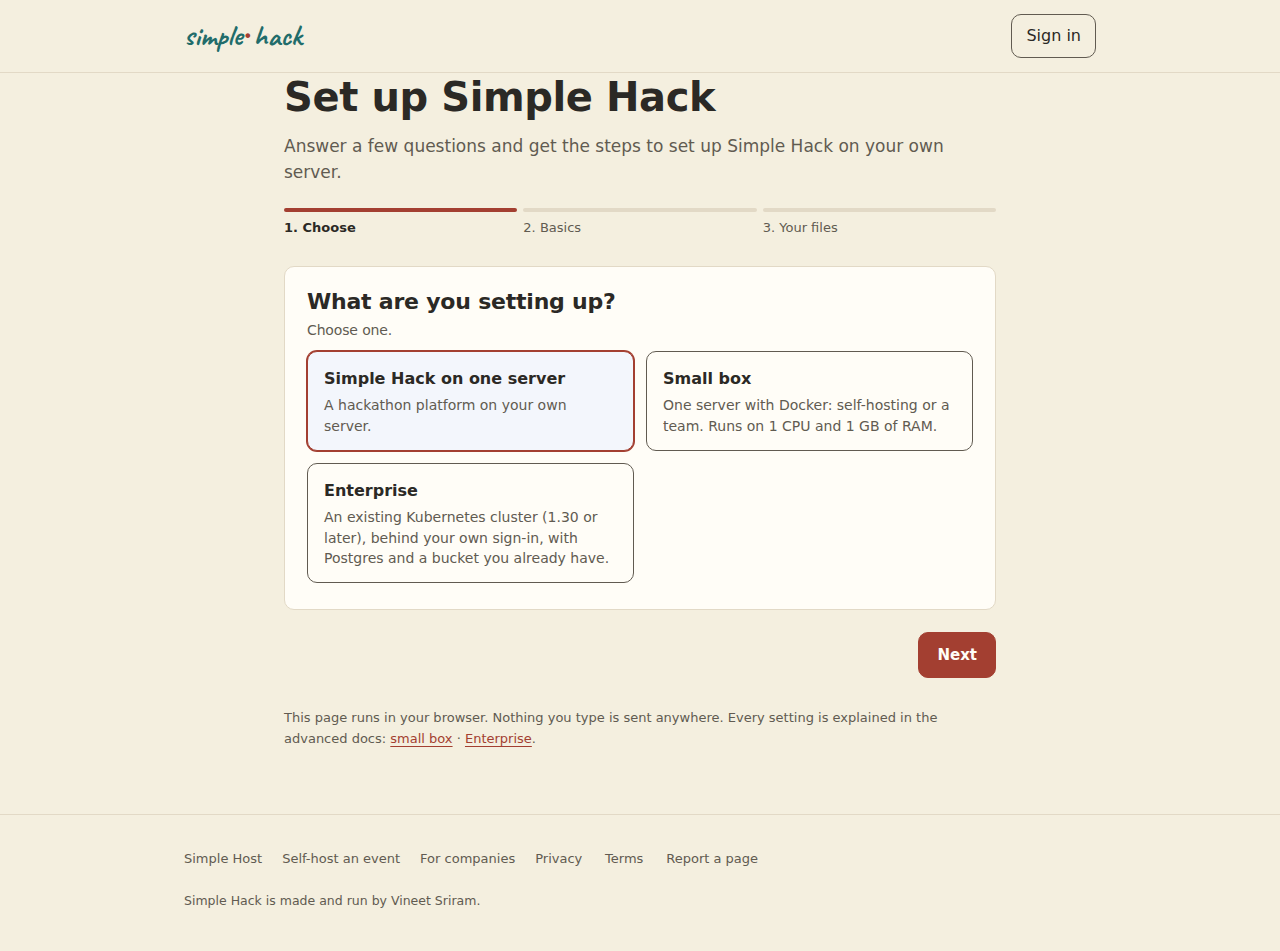 simple·hack
Sign in
Set up Simple Hack
Answer a few questions and get the steps to set up Simple Hack on your own
server.
1. Choose
2. Basics
3. Your files
What are you setting up?
Choose one.
Simple Hack on one server
A hackathon platform on your own
server.
Small box
One server with Docker: self-hosting or a
team. Runs on 1 CPU and 1 GB of RAM.
Enterprise
An existing Kubernetes cluster (1.30 or
later), behind your own sign-in, with
Postgres and a bucket you already have.
Next
This page runs in your browser. Nothing you type is sent anywhere. Every setting is explained in the
advanced docs: small box · Enterprise.
Simple Host
Self-host an event
For companies
Privacy
Terms
Report a page
Simple Hack is made and run by Vineet Sriram.